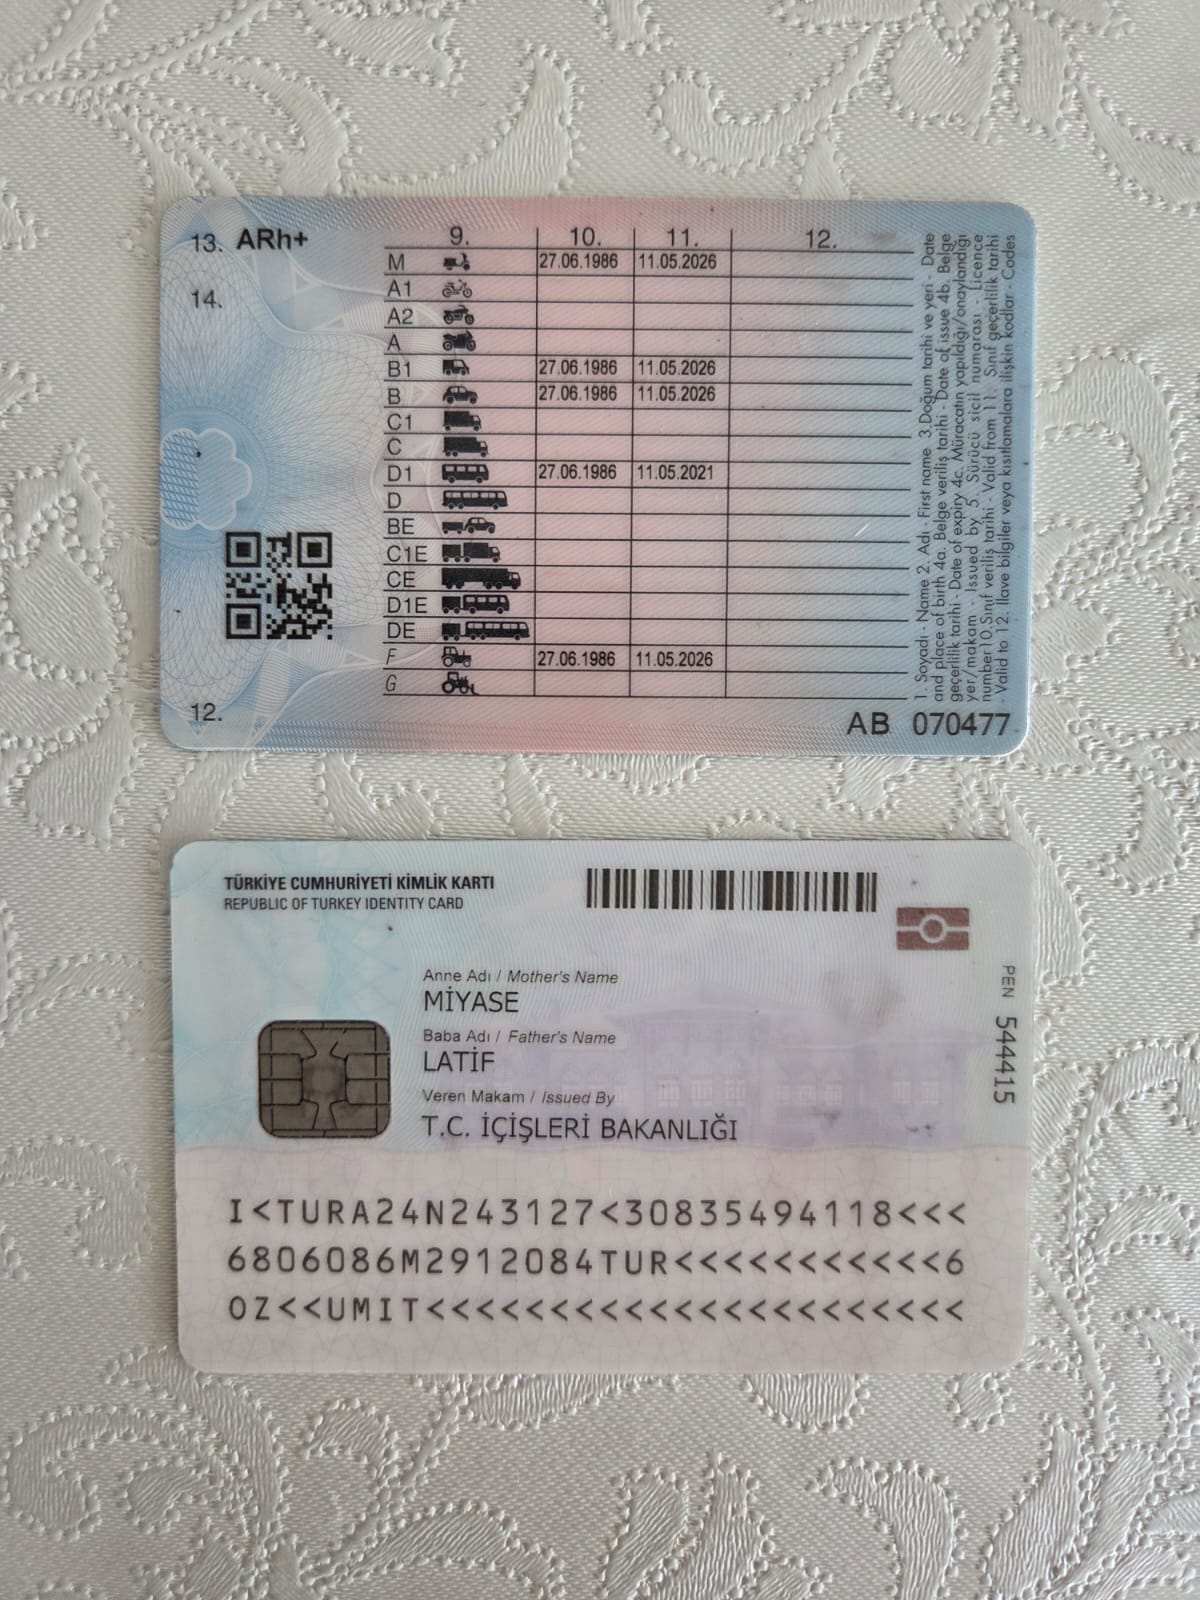 13. ARh+
14.
9. 10. 11. 12.
M 27.06.1986 11.05.2026
A1
A2
A
B1 27.06.1986 11.05.2026
B 27.06.1986 11.05.2026
C1
C
D1 27.06.1986 11.05.2021
D
BE
C1E
CE
D1E
DE
F 27.06.1986 11.05.2026
G
12.
AB 070477
1. Soyadı - Name 2. Adı - First name 3.Doğum tarihi ve yeri - Date
and place of birth 4a. Belge veriliş tarihi - Date of issue 4b. Belge
geçerlilik tarihi - Date of expiry 4c. Müracatın yapıldığı/onaylandığı
yer/makam - Issued by 5. Sürücü sicil numarası - Licence
number10.Sınıf veriliş tarihi - Valid from 11. Sınıf geçerlilik tarihi
- Valid to 12. İlave bilgiler veya kısıtlamalara ilişkin kodlar - Codes
TÜRKİYE CUMHURİYETİ KİMLİK KARTI
REPUBLIC OF TURKEY IDENTITY CARD
Anne Adı / Mother's Name
MİYASE
Baba Adı / Father's Name
LATİF
Veren Makam / Issued By
T.C. İÇİŞLERİ BAKANLIĞI
PEN 544415
I<TURA24N243127<30835494118<<<
6806086M2912084TUR<<<<<<<<<<<6
OZ<<UMIT<<<<<<<<<<<<<<<<<<<<<<